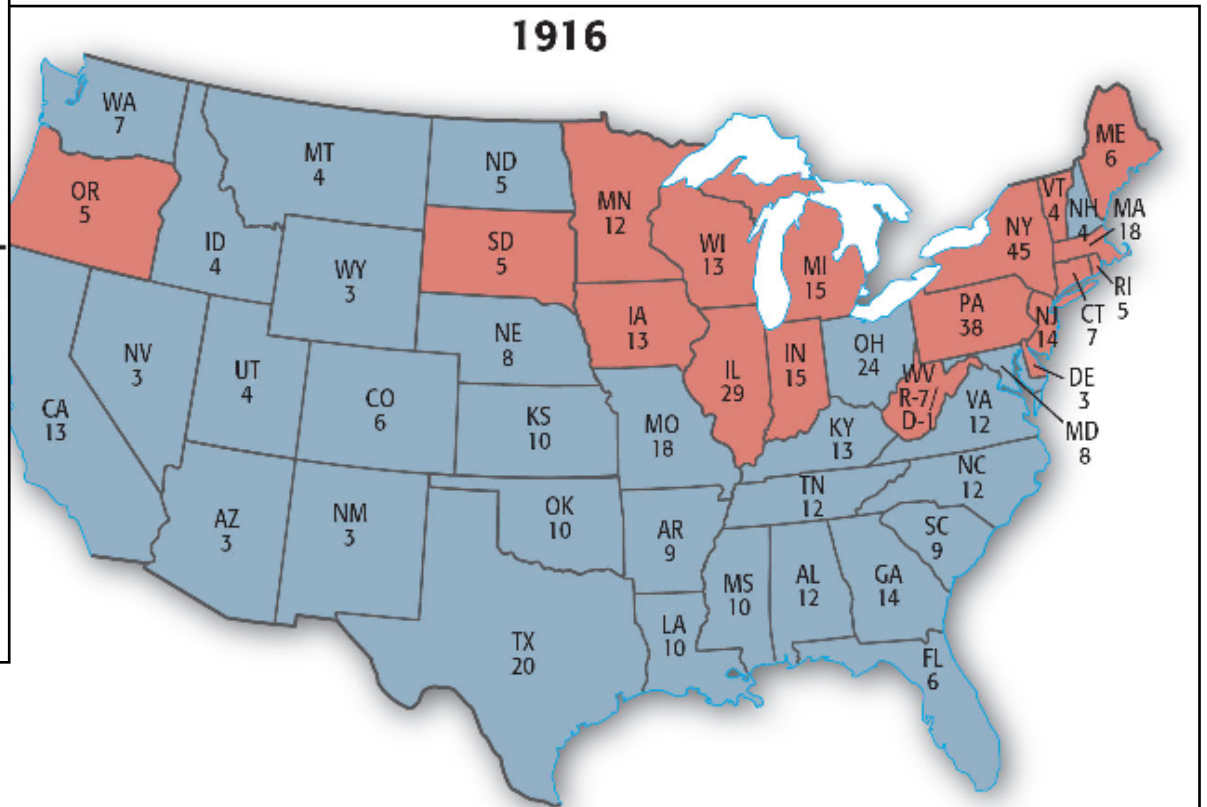 1916
WA
7
MT
4
ND
5
OR
5
ID
4
WY
3
SD
5
MN
12
WI
13
MI
15
ME
6
VT
4
NH
4
MA
18
NY
45
RI
5
CT
7
PA
38
NJ
14
DE
3
MD
8
NV
3
UT
4
CO
6
NE
8
IA
13
IL
29
IN
15
OH
24
WV
R-7/
D-1
VA
12
CA
13
KS
10
MO
18
KY
13
NC
12
TN
12
SC
9
AZ
3
NM
3
OK
10
AR
9
MS
10
AL
12
GA
14
TX
20
LA
10
FL
6